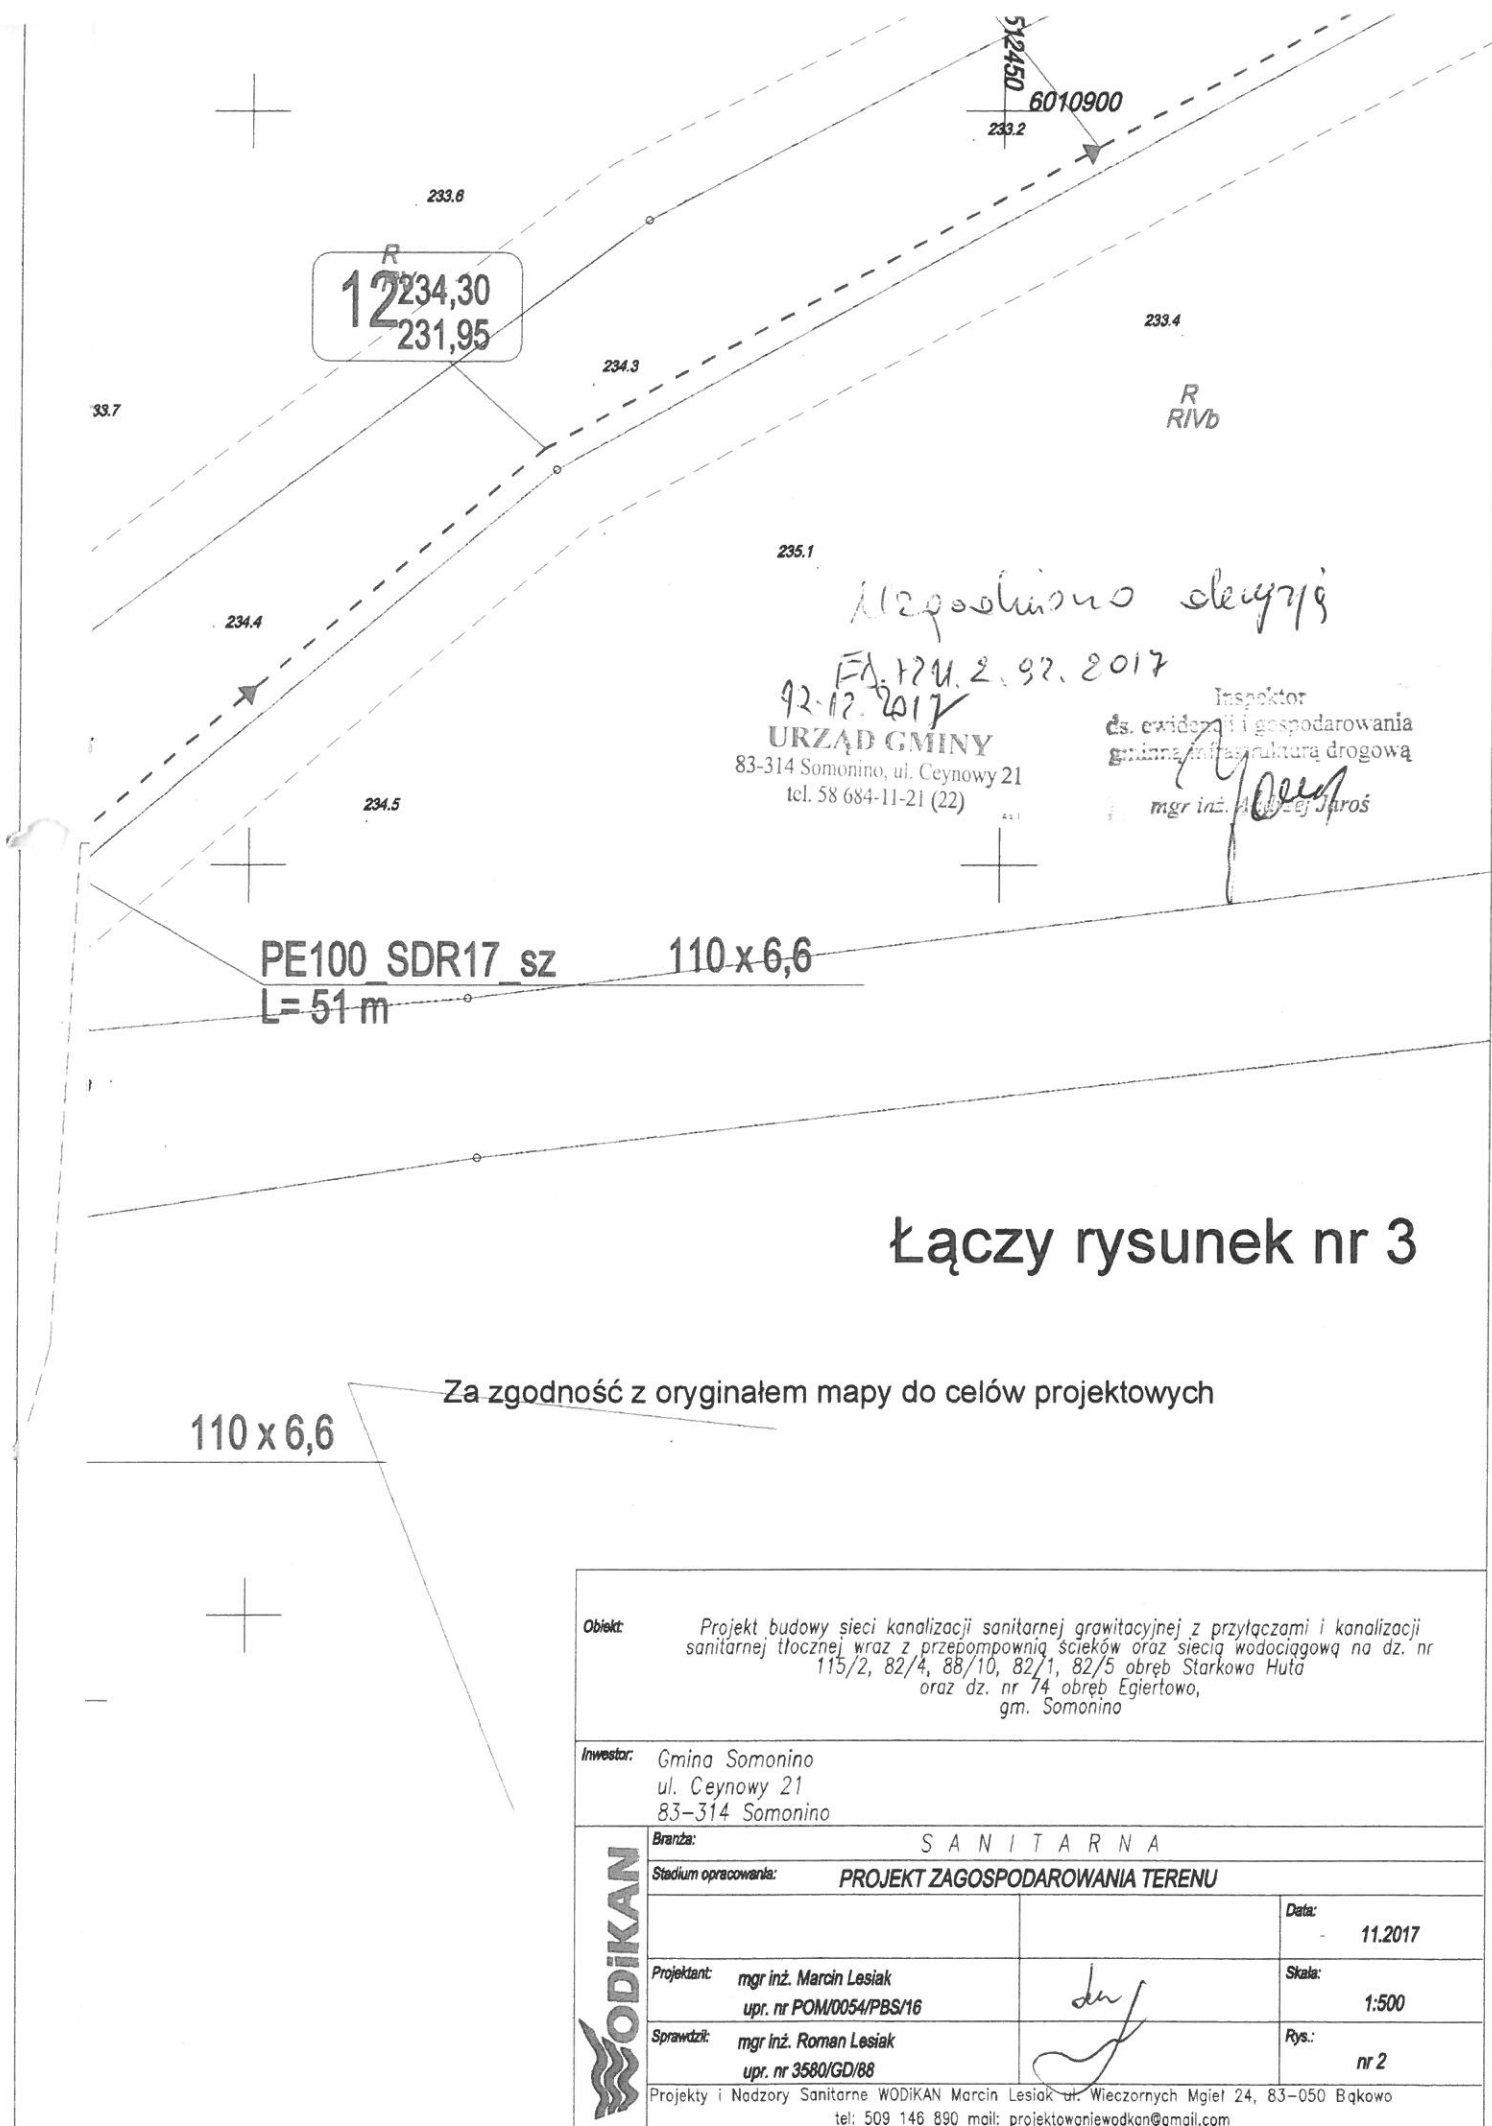 512450
6010900
233.2
233.6
R
12 234,30
231,95
233.4
234.3
33.7
R
RIVb
235.1
234.4
Uzgodniono decyzją
2.92.2017
12.12.2017
URZĄD GMINY
83-314 Somonino, ul. Ceynowy 21
tel. 58 684-11-21 (22)
Inspektor
ds. ewidencji i gospodarowania
gminną infrastrukturą drogową
mgr inż. Andrzej Jaroś
234.5
PE100_SDR17_sz 110 x 6,6
L= 51 m
Łączy rysunek nr 3
Za zgodność z oryginałem mapy do celów projektowych
110 x 6,6
Obiekt: Projekt budowy sieci kanalizacji sanitarnej grawitacyjnej z przyłączami i kanalizacji
sanitarnej tłocznej wraz z przepompownią ścieków oraz siecią wodociągową na dz. nr
115/2, 82/4, 88/10, 82/1, 82/5 obręb Starkowa Huta
oraz dz. nr 74 obręb Egiertowo,
gm. Somonino
Inwestor: Gmina Somonino
ul. Ceynowy 21
83-314 Somonino
WODiKAN
Branża: SANITARNA
Stadium opracowania: PROJEKT ZAGOSPODAROWANIA TERENU
Data:
11.2017
Projektant: mgr inż. Marcin Lesiak
upr. nr POM/0054/PBS/16
Skala:
1:500
Sprawdził: mgr inż. Roman Lesiak
upr. nr 3580/GD/88
Rys.:
nr 2
Projekty i Nadzory Sanitarne WODiKAN Marcin Lesiak ul. Wieczornych Mgieł 24, 83-050 Bąkowo
tel: 509 146 890 mail: projektowaniewodkan@gmail.com